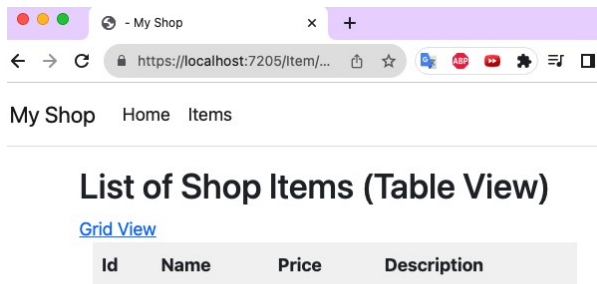 - My Shop
https://localhost:7205/Item/...
ABP
My Shop Home Items
List of Shop Items (Table View)
Grid View
Id Name Price Description